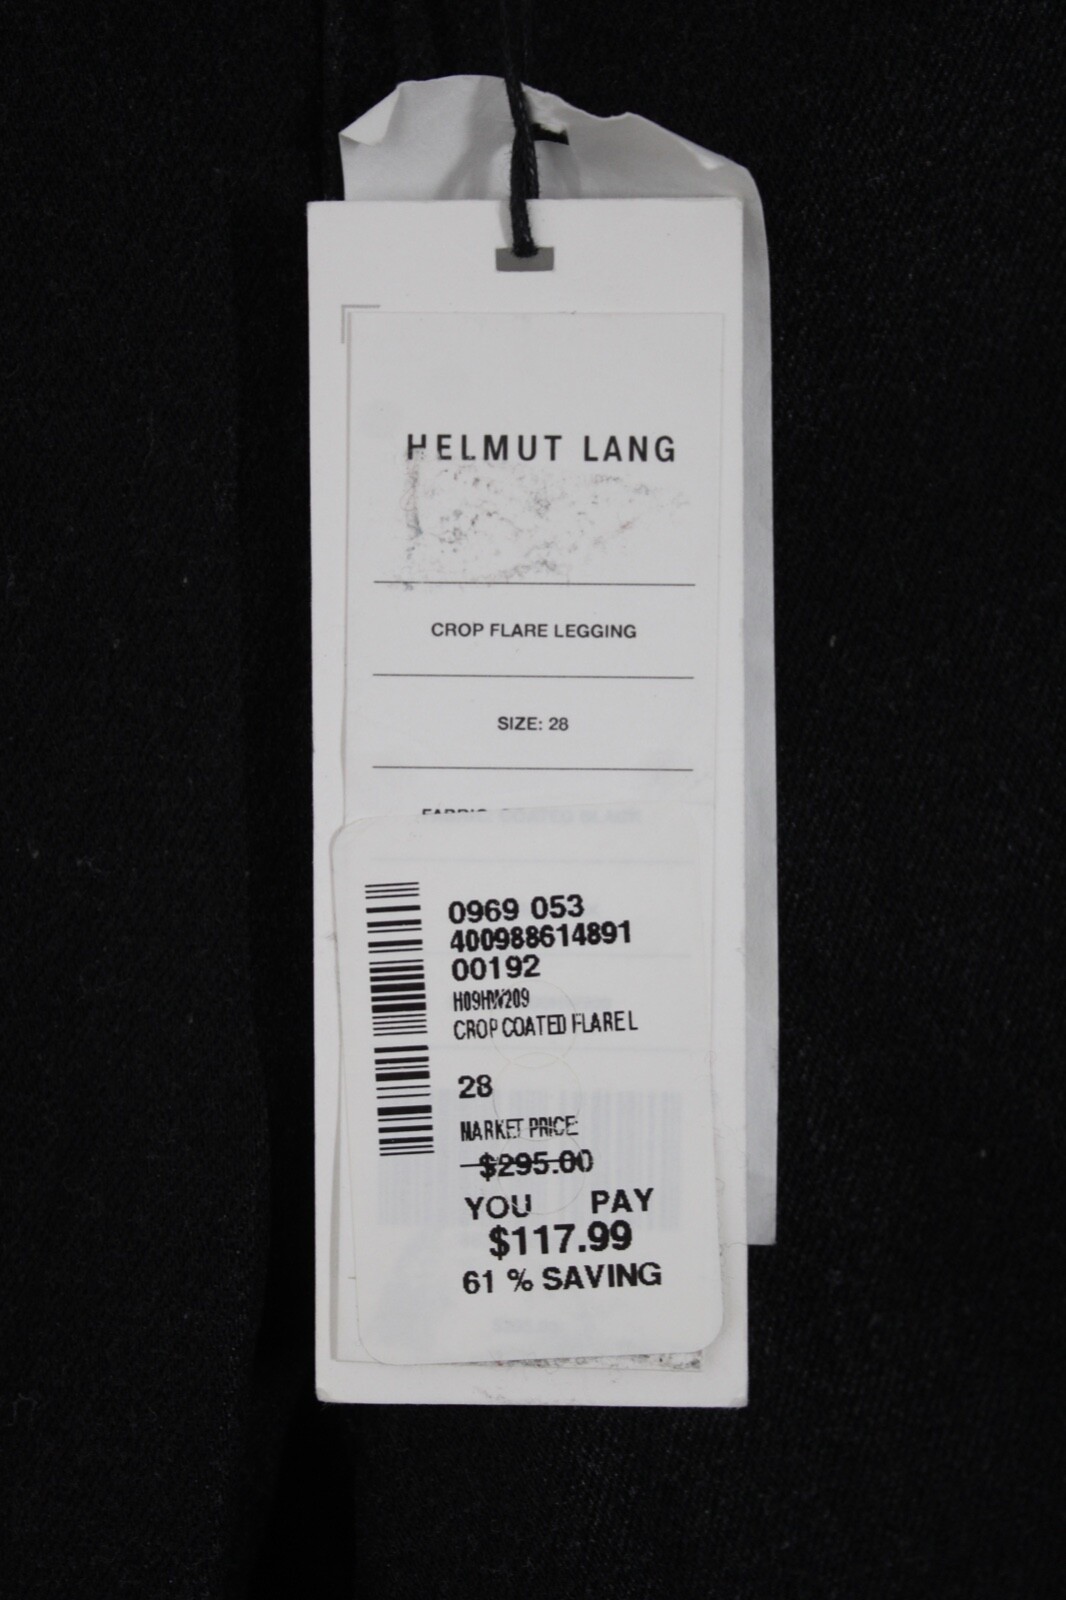 HELMUT LANG
CROP FLARE LEGGING
SIZE: 28
0969 053
400988614891
00192
H09HW209
CROP COATED FLARE L
28
MARKET PRICE
$295.00
YOU PAY
$117.99
61 % SAVING